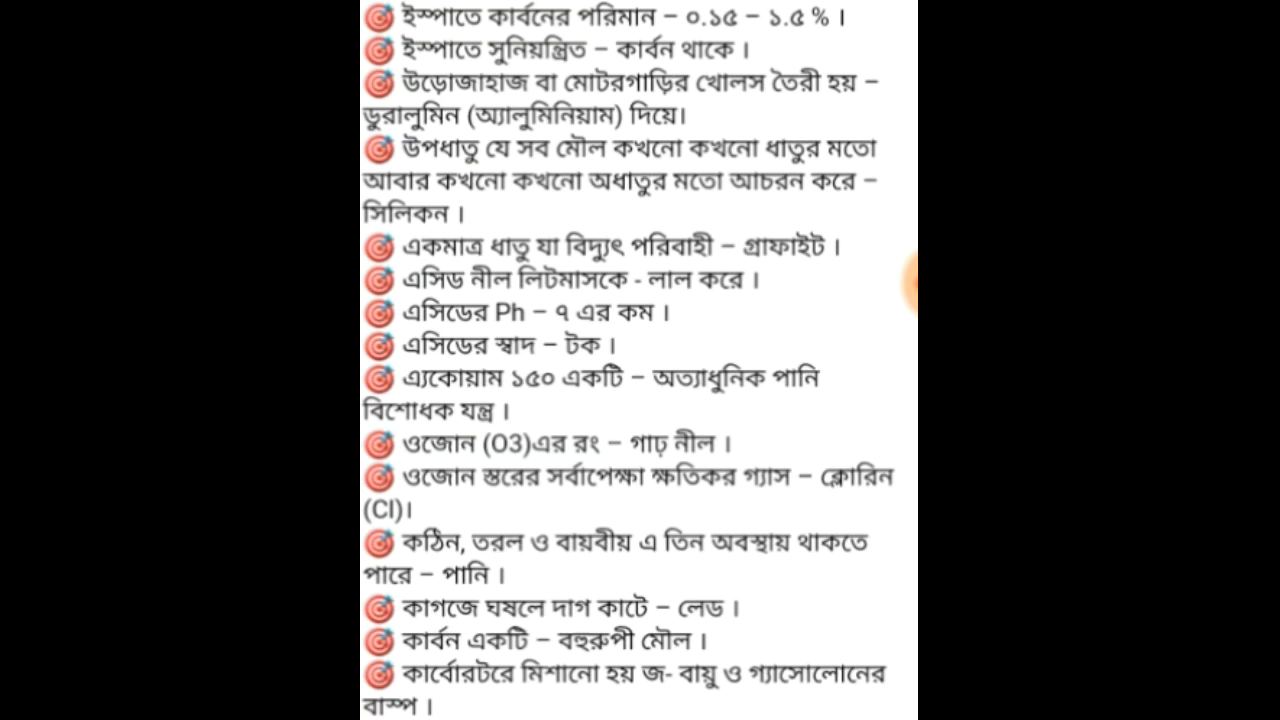 🎯 ইস্পাতে কার্বনের পরিমান – ০.১৫ – ১.৫ % ।
🎯 ইস্পাতে সুনিয়ন্ত্রিত – কার্বন থাকে ।
🎯 উড়োজাহাজ বা মোটরগাড়ির খোলস তৈরী হয় –
ডুরালুমিন (অ্যালুমিনিয়াম) দিয়ে।
🎯 উপধাতু যে সব মৌল কখনো কখনো ধাতুর মতো
আবার কখনো কখনো অধাতুর মতো আচরন করে –
সিলিকন ।
🎯 একমাত্র ধাতু যা বিদ্যুৎ পরিবাহী – গ্রাফাইট ।
🎯 এসিড নীল লিটমাসকে - লাল করে ।
🎯 এসিডের Ph – ৭ এর কম ।
🎯 এসিডের স্বাদ – টক ।
🎯 এ্যকোয়াম ১৫০ একটি – অত্যাধুনিক পানি
বিশোধক যন্ত্র ।
🎯 ওজোন (O3)এর রং – গাঢ় নীল ।
🎯 ওজোন স্তরের সর্বাপেক্ষা ক্ষতিকর গ্যাস – ক্লোরিন
(Cl)।
🎯 কঠিন, তরল ও বায়বীয় এ তিন অবস্থায় থাকতে
পারে – পানি ।
🎯 কাগজে ঘষলে দাগ কাটে – লেড ।
🎯 কার্বন একটি – বহুরুপী মৌল ।
🎯 কার্বোরটরে মিশানো হয় জ- বায়ু ও গ্যাসোলোনের
বাস্প ।